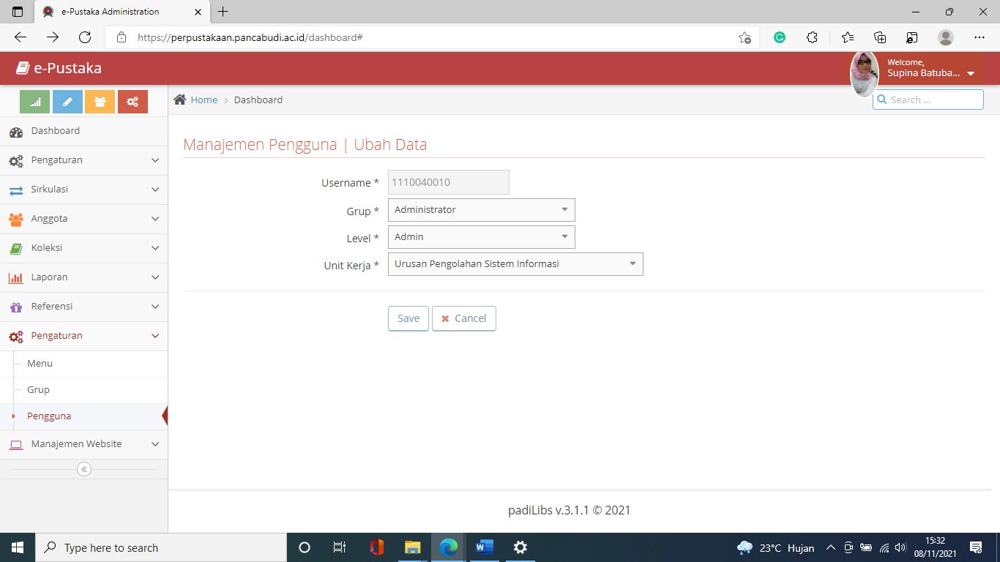 e-Pustaka Administration
https://perpustakaan.pancabudi.ac.id/dashboard#
e-Pustaka
Welcome,
Supina Batuba...
Home
Dashboard
Search ...
Dashboard
Pengaturan
Sirkulasi
Anggota
Koleksi
Laporan
Referensi
Pengaturan
Menu
Grup
Pengguna
Manajemen Website
Manajemen Pengguna | Ubah Data
Username * 1110040010
Grup * Administrator
Level * Admin
Unit Kerja * Urusan Pengolahan Sistem Informasi
Save Cancel
padiLibs v.3.1.1 © 2021
Type here to search
23°C Hujan
15:32
08/11/2021